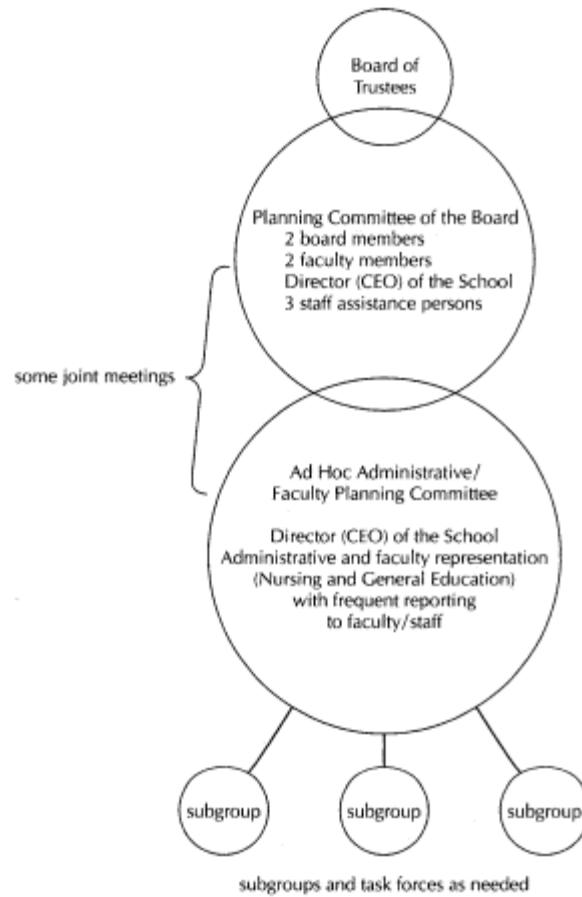 Board of
Trustees
Planning Committee of the Board
2 board members
2 faculty members
Director (CEO) of the School
3 staff assistance persons
some joint meetings
Ad Hoc Administrative/
Faculty Planning Committee
Director (CEO) of the School
Administrative and faculty representation
(Nursing and General Education)
with frequent reporting
to faculty/staff
subgroup
subgroup
subgroup
subgroups and task forces as needed